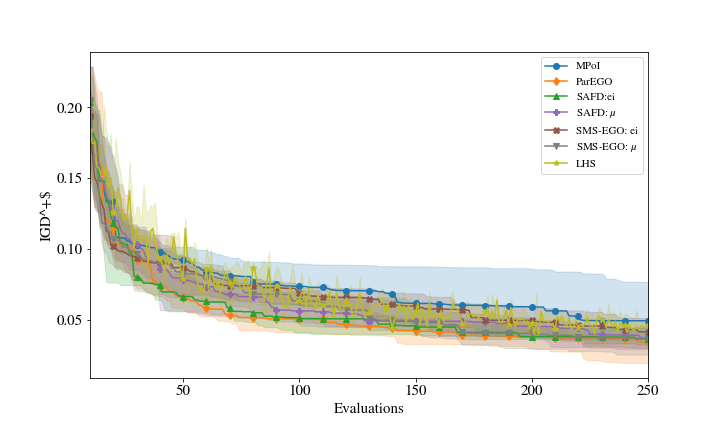 IGD^+$
0.20
0.15
0.10
0.05
50
100
150
200
250
Evaluations
MPoI
ParEGO
SAFD:ei
SAFD: μ
SMS-EGO: ei
SMS-EGO: μ
LHS